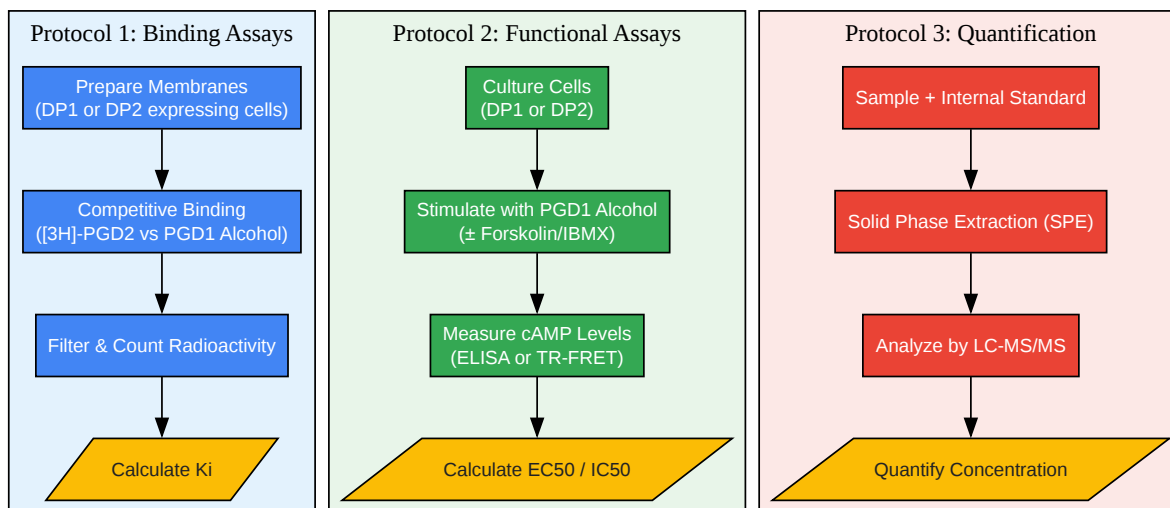 Protocol 1: Binding Assays
Prepare Membranes
(DP1 or DP2 expressing cells)
Competitive Binding
([3H]-PGD2 vs PGD1 Alcohol)
Filter & Count Radioactivity
Calculate Ki
Protocol 2: Functional Assays
Culture Cells
(DP1 or DP2)
Stimulate with PGD1 Alcohol
(± Forskolin/IBMX)
Measure cAMP Levels
(ELISA or TR-FRET)
Calculate EC50 / IC50
Protocol 3: Quantification
Sample + Internal Standard
Solid Phase Extraction (SPE)
Analyze by LC-MS/MS
Quantify Concentration